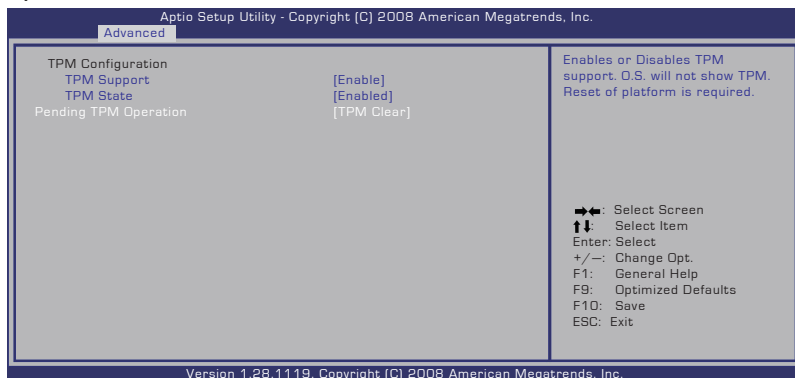 Aptio Setup Utility - Copyright (C) 2008 American Megatrends, Inc.
Advanced
TPM Configuration
TPM Support [Enable]
TPM State [Enabled]
Pending TPM Operation [TPM Clear]
Enables or Disables TPM
support. O.S. will not show TPM.
Reset of platform is required.
→←: Select Screen
↑↓: Select Item
Enter: Select
+/—: Change Opt.
F1: General Help
F9: Optimized Defaults
F10: Save
ESC: Exit
Version 1.28.1119. Copyright (C) 2008 American Megatrends, Inc.